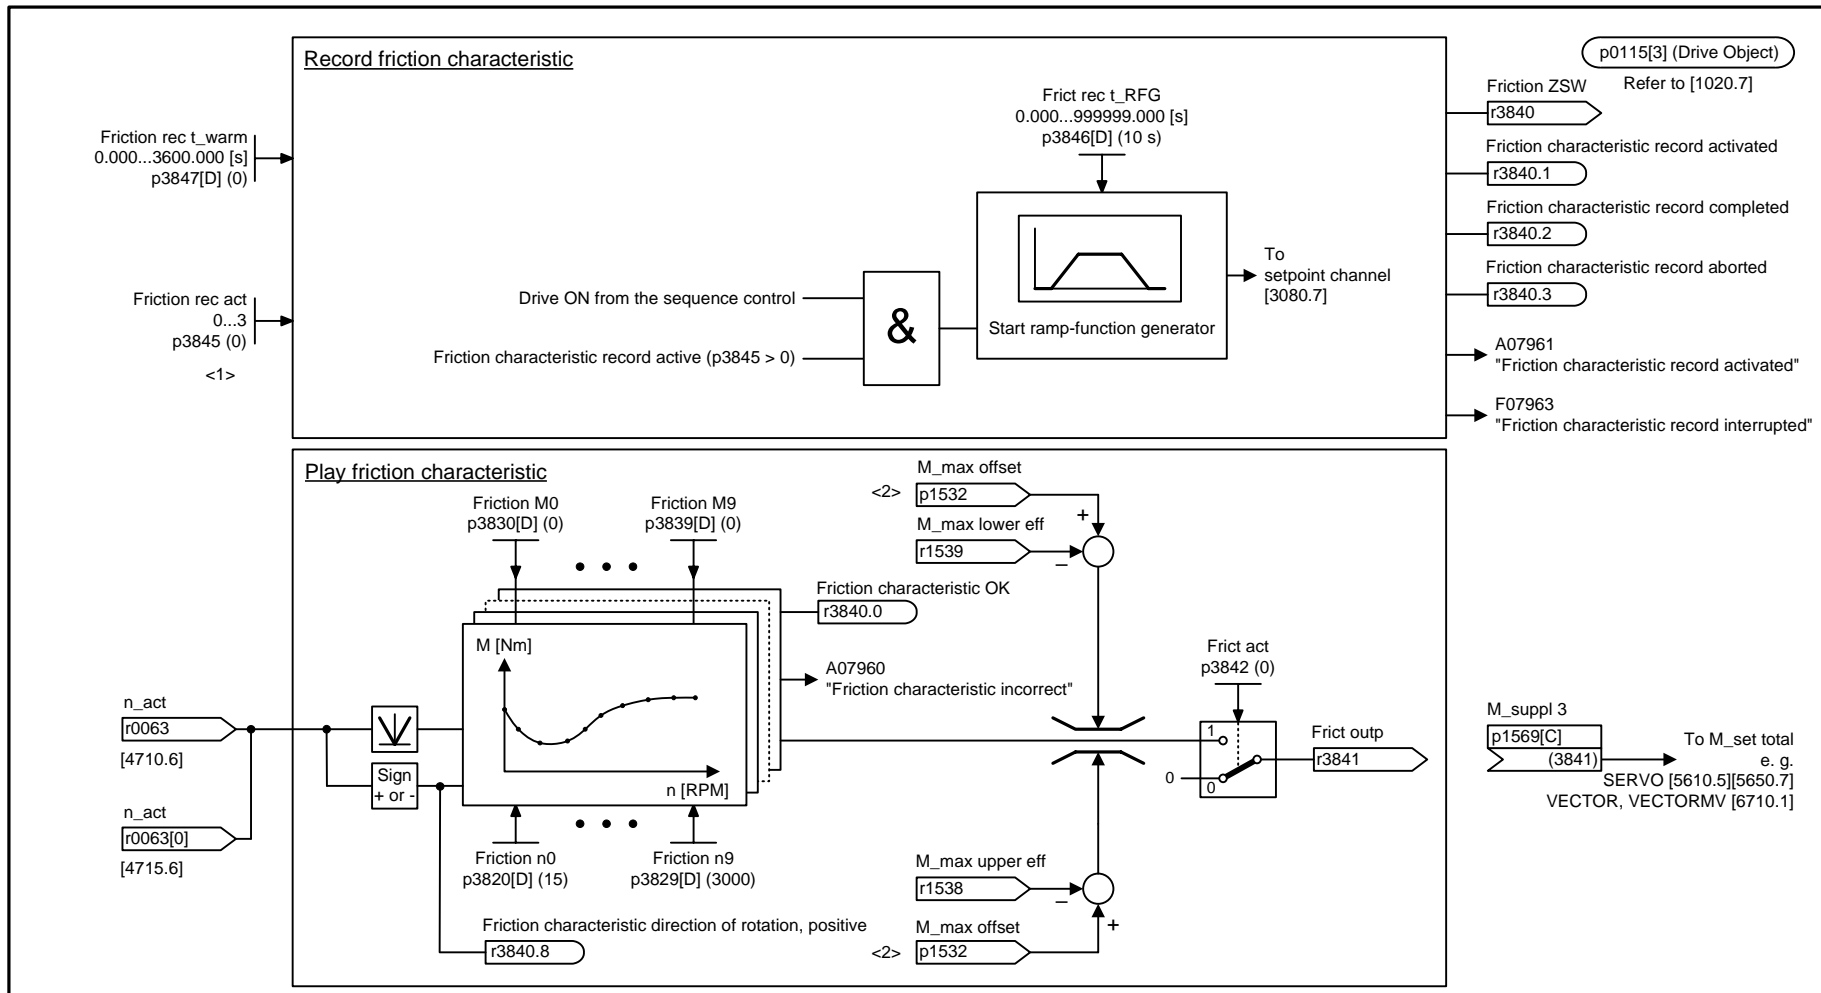 Record friction characteristic
p0115[3] (Drive Object)
Refer to [1020.7]
Friction rec t_warm
0.000...3600.000 [s]
p3847[D] (0)
Frict rec t_RFG
0.000...999999.000 [s]
p3846[D] (10 s)
Friction rec act
0...3
p3845 (0)
<1>
Drive ON from the sequence control
Friction characteristic record active (p3845 > 0)
&
Start ramp-function generator
To
setpoint channel
[3080.7]
Friction ZSW
r3840
Friction characteristic record activated
r3840.1
Friction characteristic record completed
r3840.2
Friction characteristic record aborted
r3840.3
A07961
"Friction characteristic record activated"
F07963
"Friction characteristic record interrupted"
Play friction characteristic
Friction M0
p3830[D] (0)
Friction M9
p3839[D] (0)
M_max offset
<2>
p1532
+
M_max lower eff
r1539
–
Friction characteristic OK
r3840.0
M [Nm]
n [RPM]
A07960
"Friction characteristic incorrect"
n_act
r0063
[4710.6]
n_act
r0063[0]
[4715.6]
Sign
+ or -
Friction n0
p3820[D] (15)
Friction n9
p3829[D] (3000)
Friction characteristic direction of rotation, positive
r3840.8
M_max upper eff
r1538
–
M_max offset
<2>
p1532
+
Frict act
p3842 (0)
1
0
0
Frict outp
r3841
M_suppl 3
p1569[C]
(3841)
To M_set total
e. g.
SERVO [5610.5][5650.7]
VECTOR, VECTORMV [6710.1]